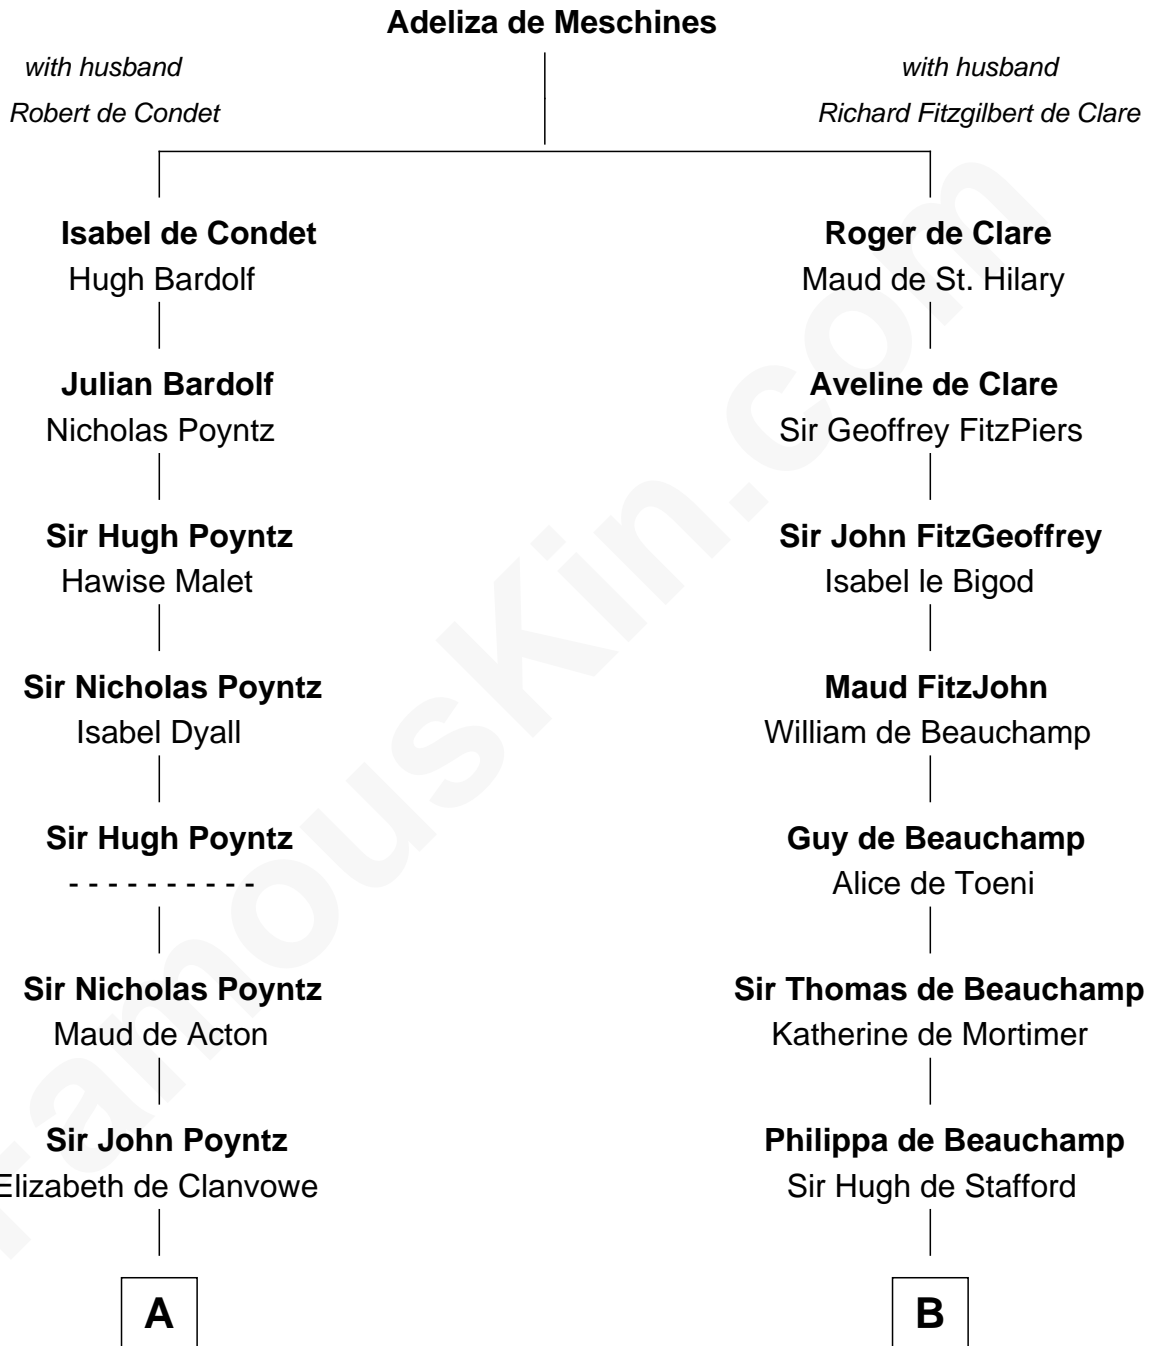 Adeliza de Meschines
with husband
Robert de Condet
with husband
Richard Fitzgilbert de Clare
Isabel de Condet
Hugh Bardolf
Roger de Clare
Maud de St. Hilary
Julian Bardolf
Nicholas Poyntz
Aveline de Clare
Sir Geoffrey FitzPiers
Sir Hugh Poyntz
Hawise Malet
Sir John FitzGeoffrey
Isabel le Bigod
Sir Nicholas Poyntz
Isabel Dyall
Maud FitzJohn
William de Beauchamp
Sir Hugh Poyntz
- - - - - - - - - -
Guy de Beauchamp
Alice de Toeni
Sir Nicholas Poyntz
Maud de Acton
Sir Thomas de Beauchamp
Katherine de Mortimer
Sir John Poyntz
Elizabeth de Clanvowe
Philippa de Beauchamp
Sir Hugh de Stafford
A
B
FamousKin.com